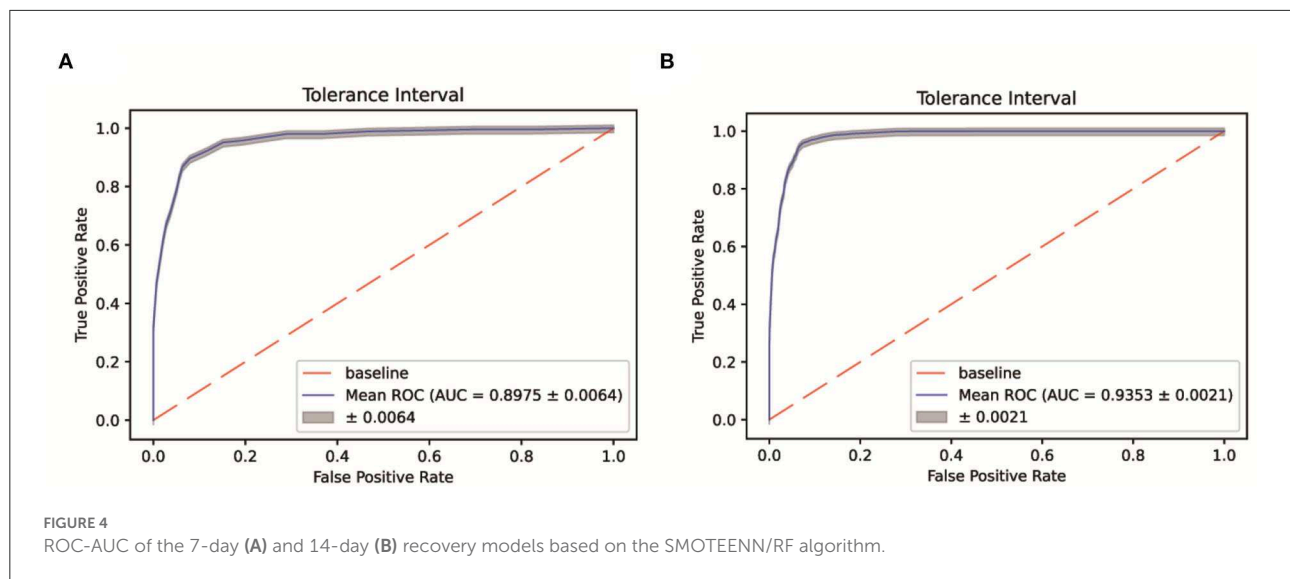 A
Tolerance Interval
1.0
0.8
0.6
0.4
0.2
0.0
True Positive Rate
baseline
Mean ROC (AUC = 0.8975 ± 0.0064)
± 0.0064
0.0 0.2 0.4 0.6 0.8 1.0
False Positive Rate
B
Tolerance Interval
1.0
0.8
0.6
0.4
0.2
0.0
True Positive Rate
baseline
Mean ROC (AUC = 0.9353 ± 0.0021)
± 0.0021
0.0 0.2 0.4 0.6 0.8 1.0
False Positive Rate
FIGURE 4
ROC-AUC of the 7-day (A) and 14-day (B) recovery models based on the SMOTEENN/RF algorithm.